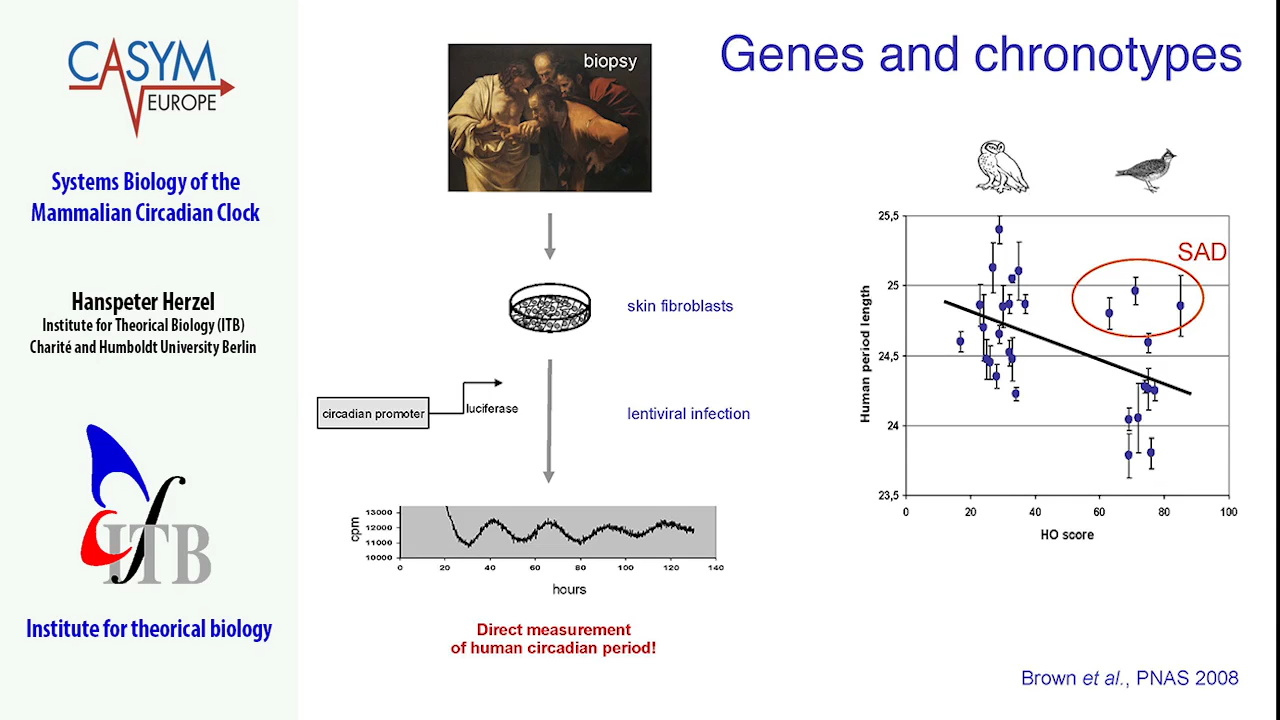 CASYM
EUROPE
Systems Biology of the
Mammalian Circadian Clock
Hanspeter Herzel
Institute for Theorical Biology (ITB)
Charité and Humboldt University Berlin
ITB
Institute for theorical biology
Genes and chronotypes
biopsy
skin fibroblasts
circadian promoter
luciferase
lentiviral infection
cpm
13000
12000
11000
10000
0 20 40 60 80 100 120 140
hours
Direct measurement
of human circadian period!
SAD
Human period length
25,5
25
24,5
24
23,5
0 20 40 60 80 100
HO score
Brown et al., PNAS 2008